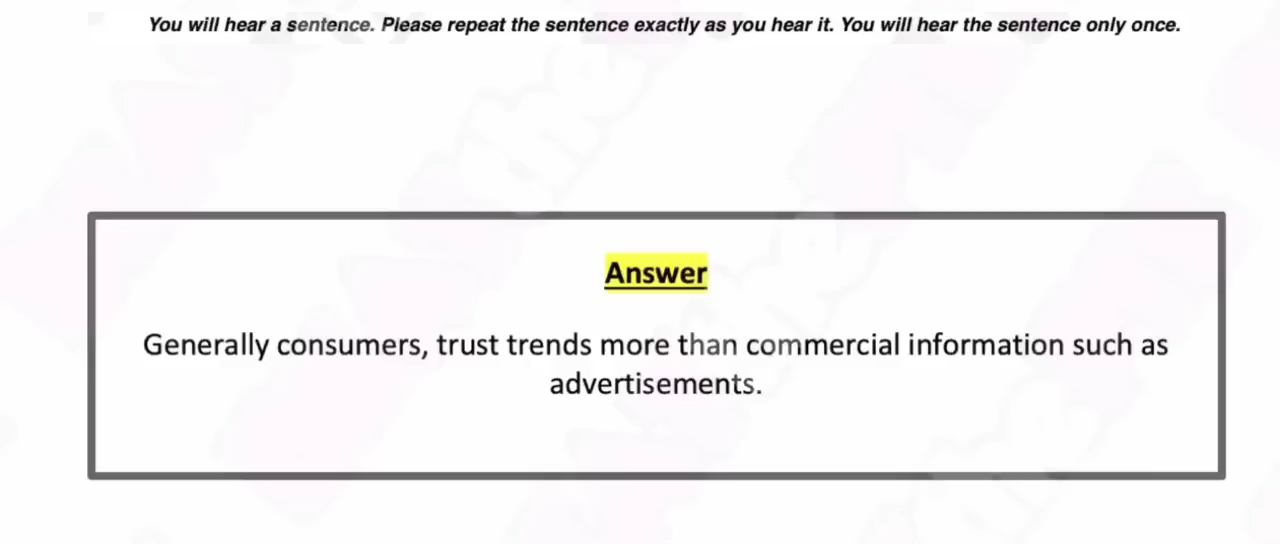 You will hear a sentence. Please repeat the sentence exactly as you hear it. You will hear the sentence only once.
Answer
Generally consumers, trust trends more than commercial information such as
advertisements.